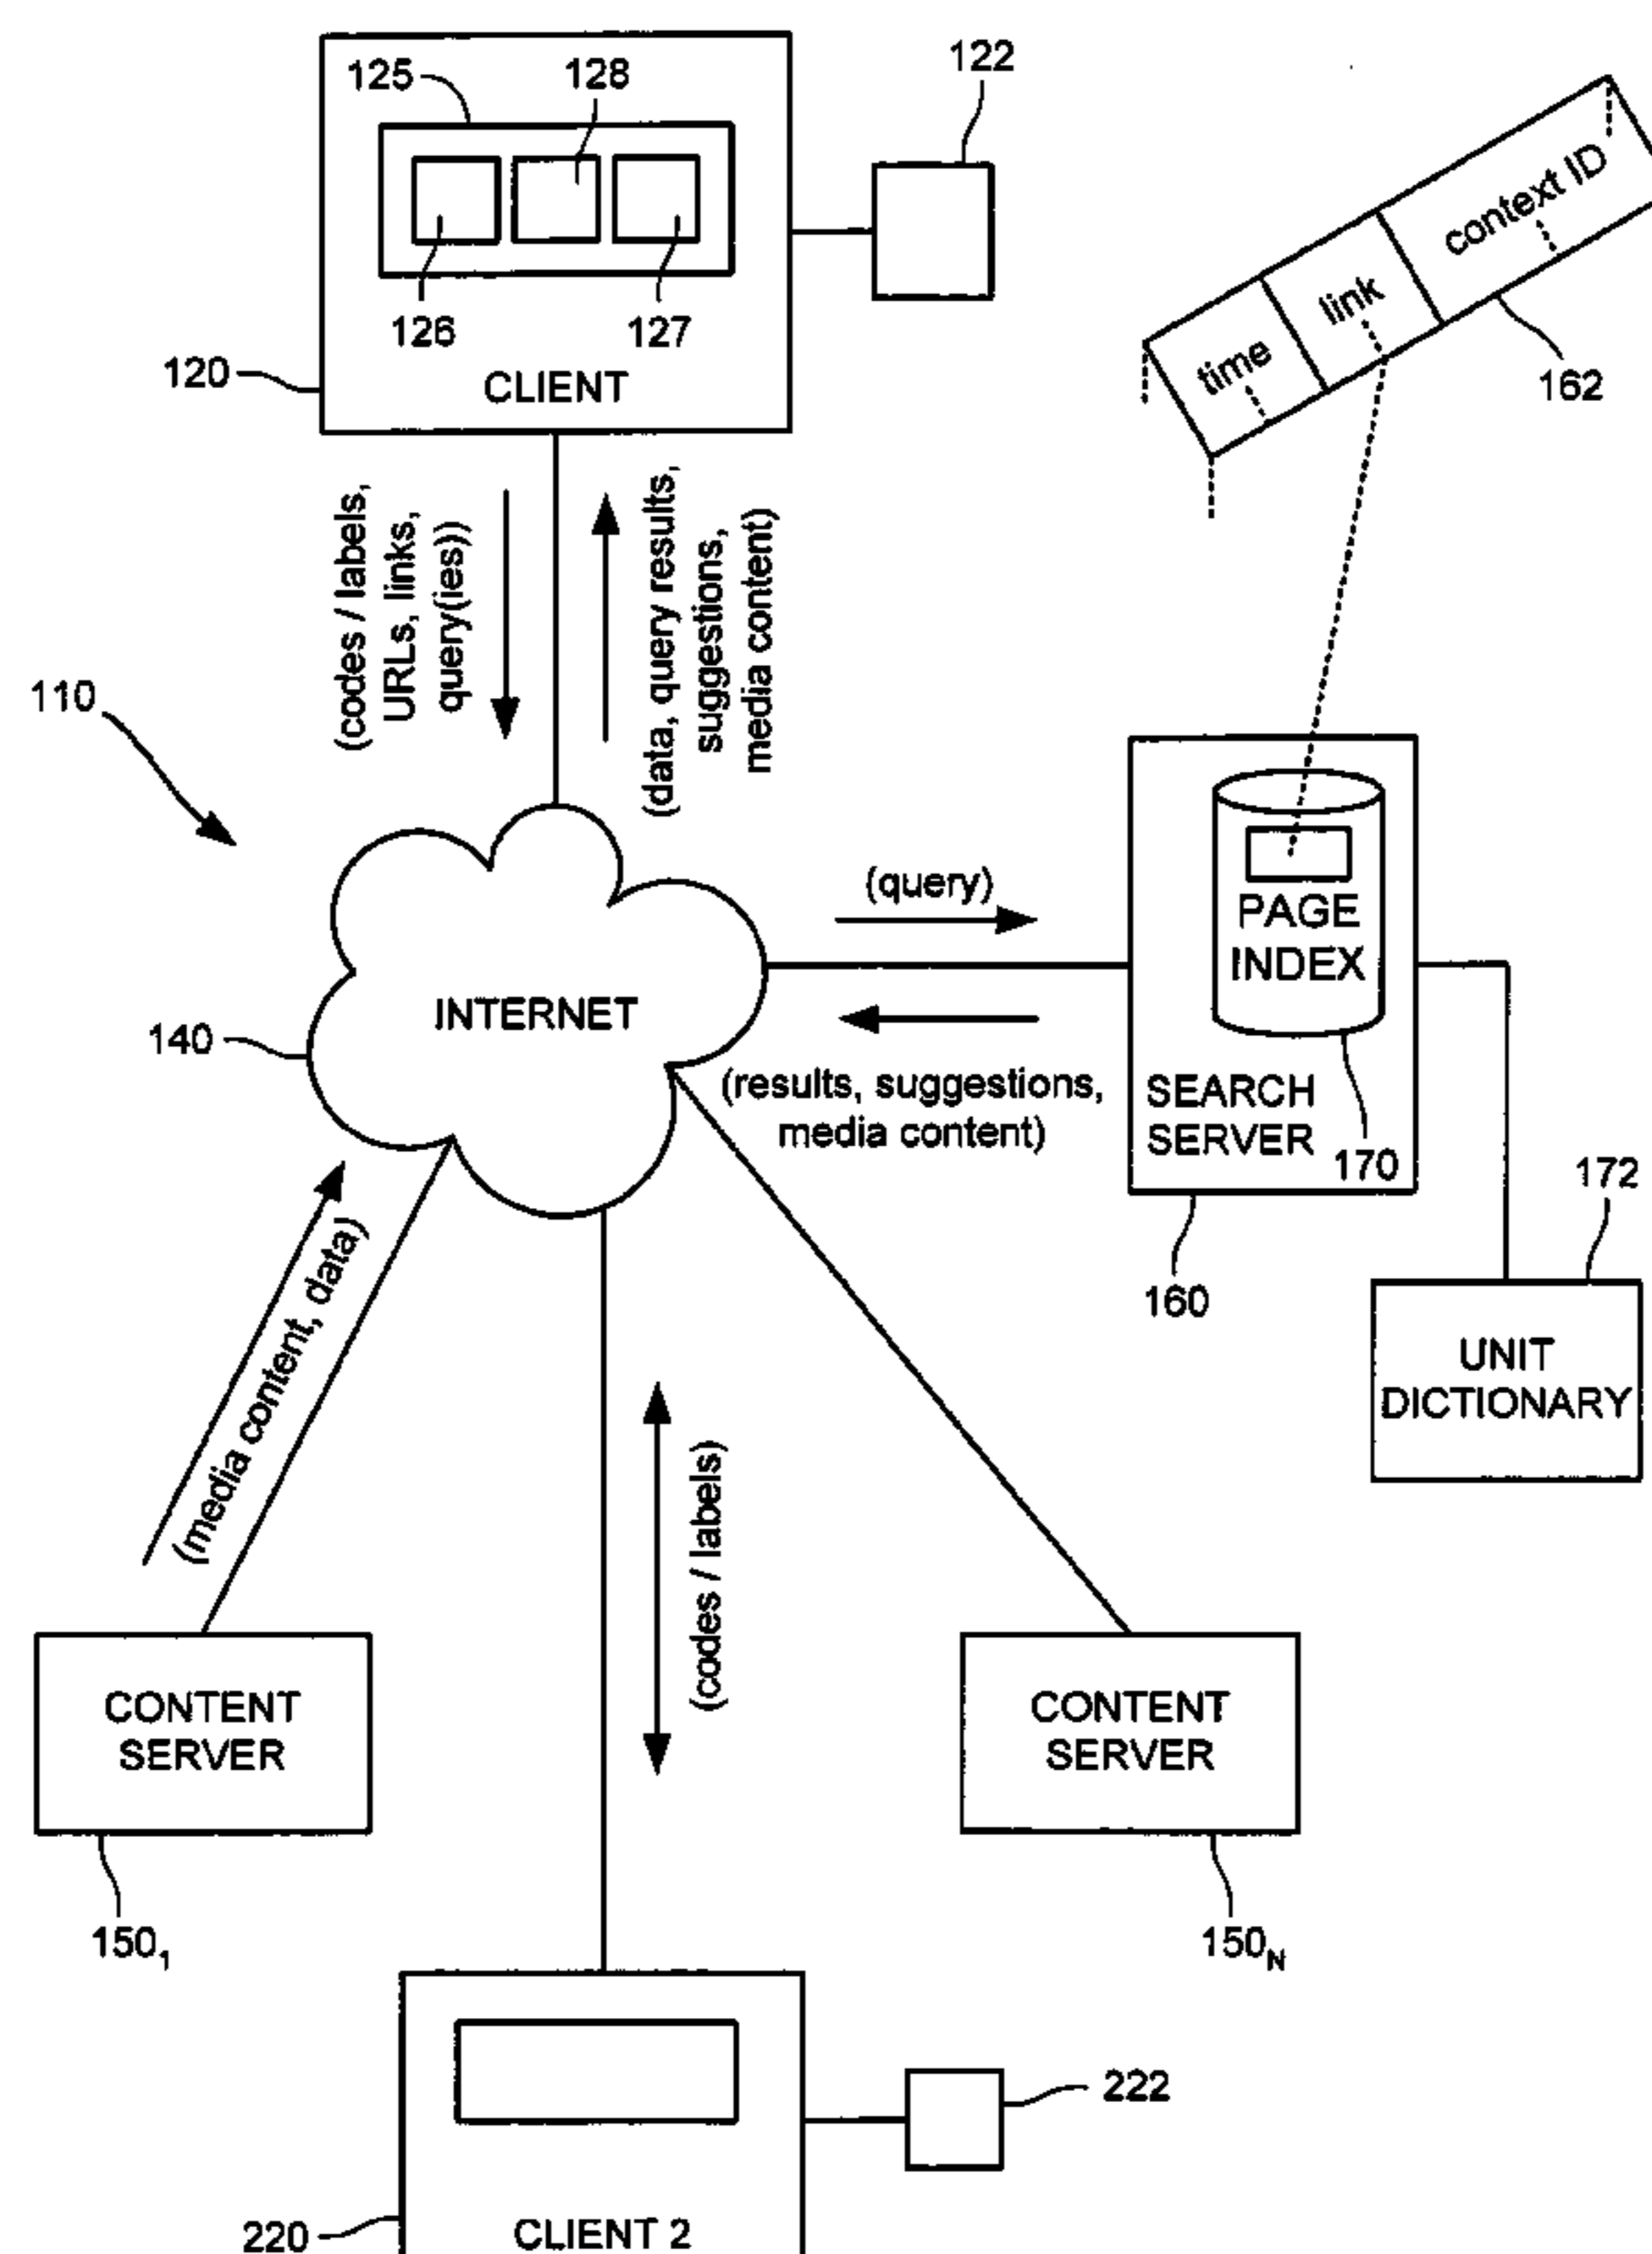 125
128
122
126
127
120
CLIENT
time
link
context ID
162
(codes / labels,
URLs, links,
query(ies))
(data, query results,
suggestions,
media content)
110
(query)
PAGE
INDEX
INTERNET
140
(results, suggestions,
media content)
SEARCH
SERVER
170
172
160
UNIT
DICTIONARY
(media content, data)
(codes / labels)
CONTENT
SERVER
CONTENT
SERVER
150₁
150N
222
220
CLIENT 2